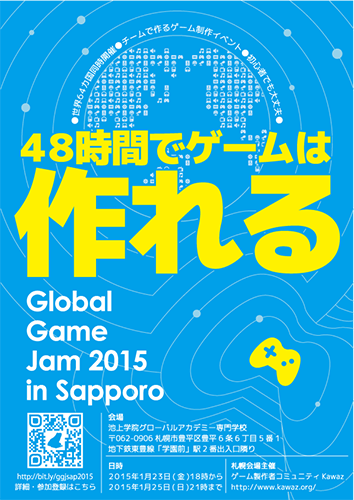 ●世界64カ国同時開催●チームで作るゲーム制作イベント●初心者でも大丈夫●
48時間でゲームは
作れる
Global
Game
Jam 2015
in Sapporo
会場
池上学院グローバルアカデミー専門学校
〒062-0906 札幌市豊平区豊平6条6丁目5番1
地下鉄東豊線「学園前」駅2番出入口隣り
http://bit.ly/ggjsap2015
詳細・参加登録はこちら
日時
2015年1月23日(金)18時から
2015年1月25日(日)21時まで
札幌会場主催
ゲーム製作者コミュニティ Kawaz
http://www.kawaz.org/